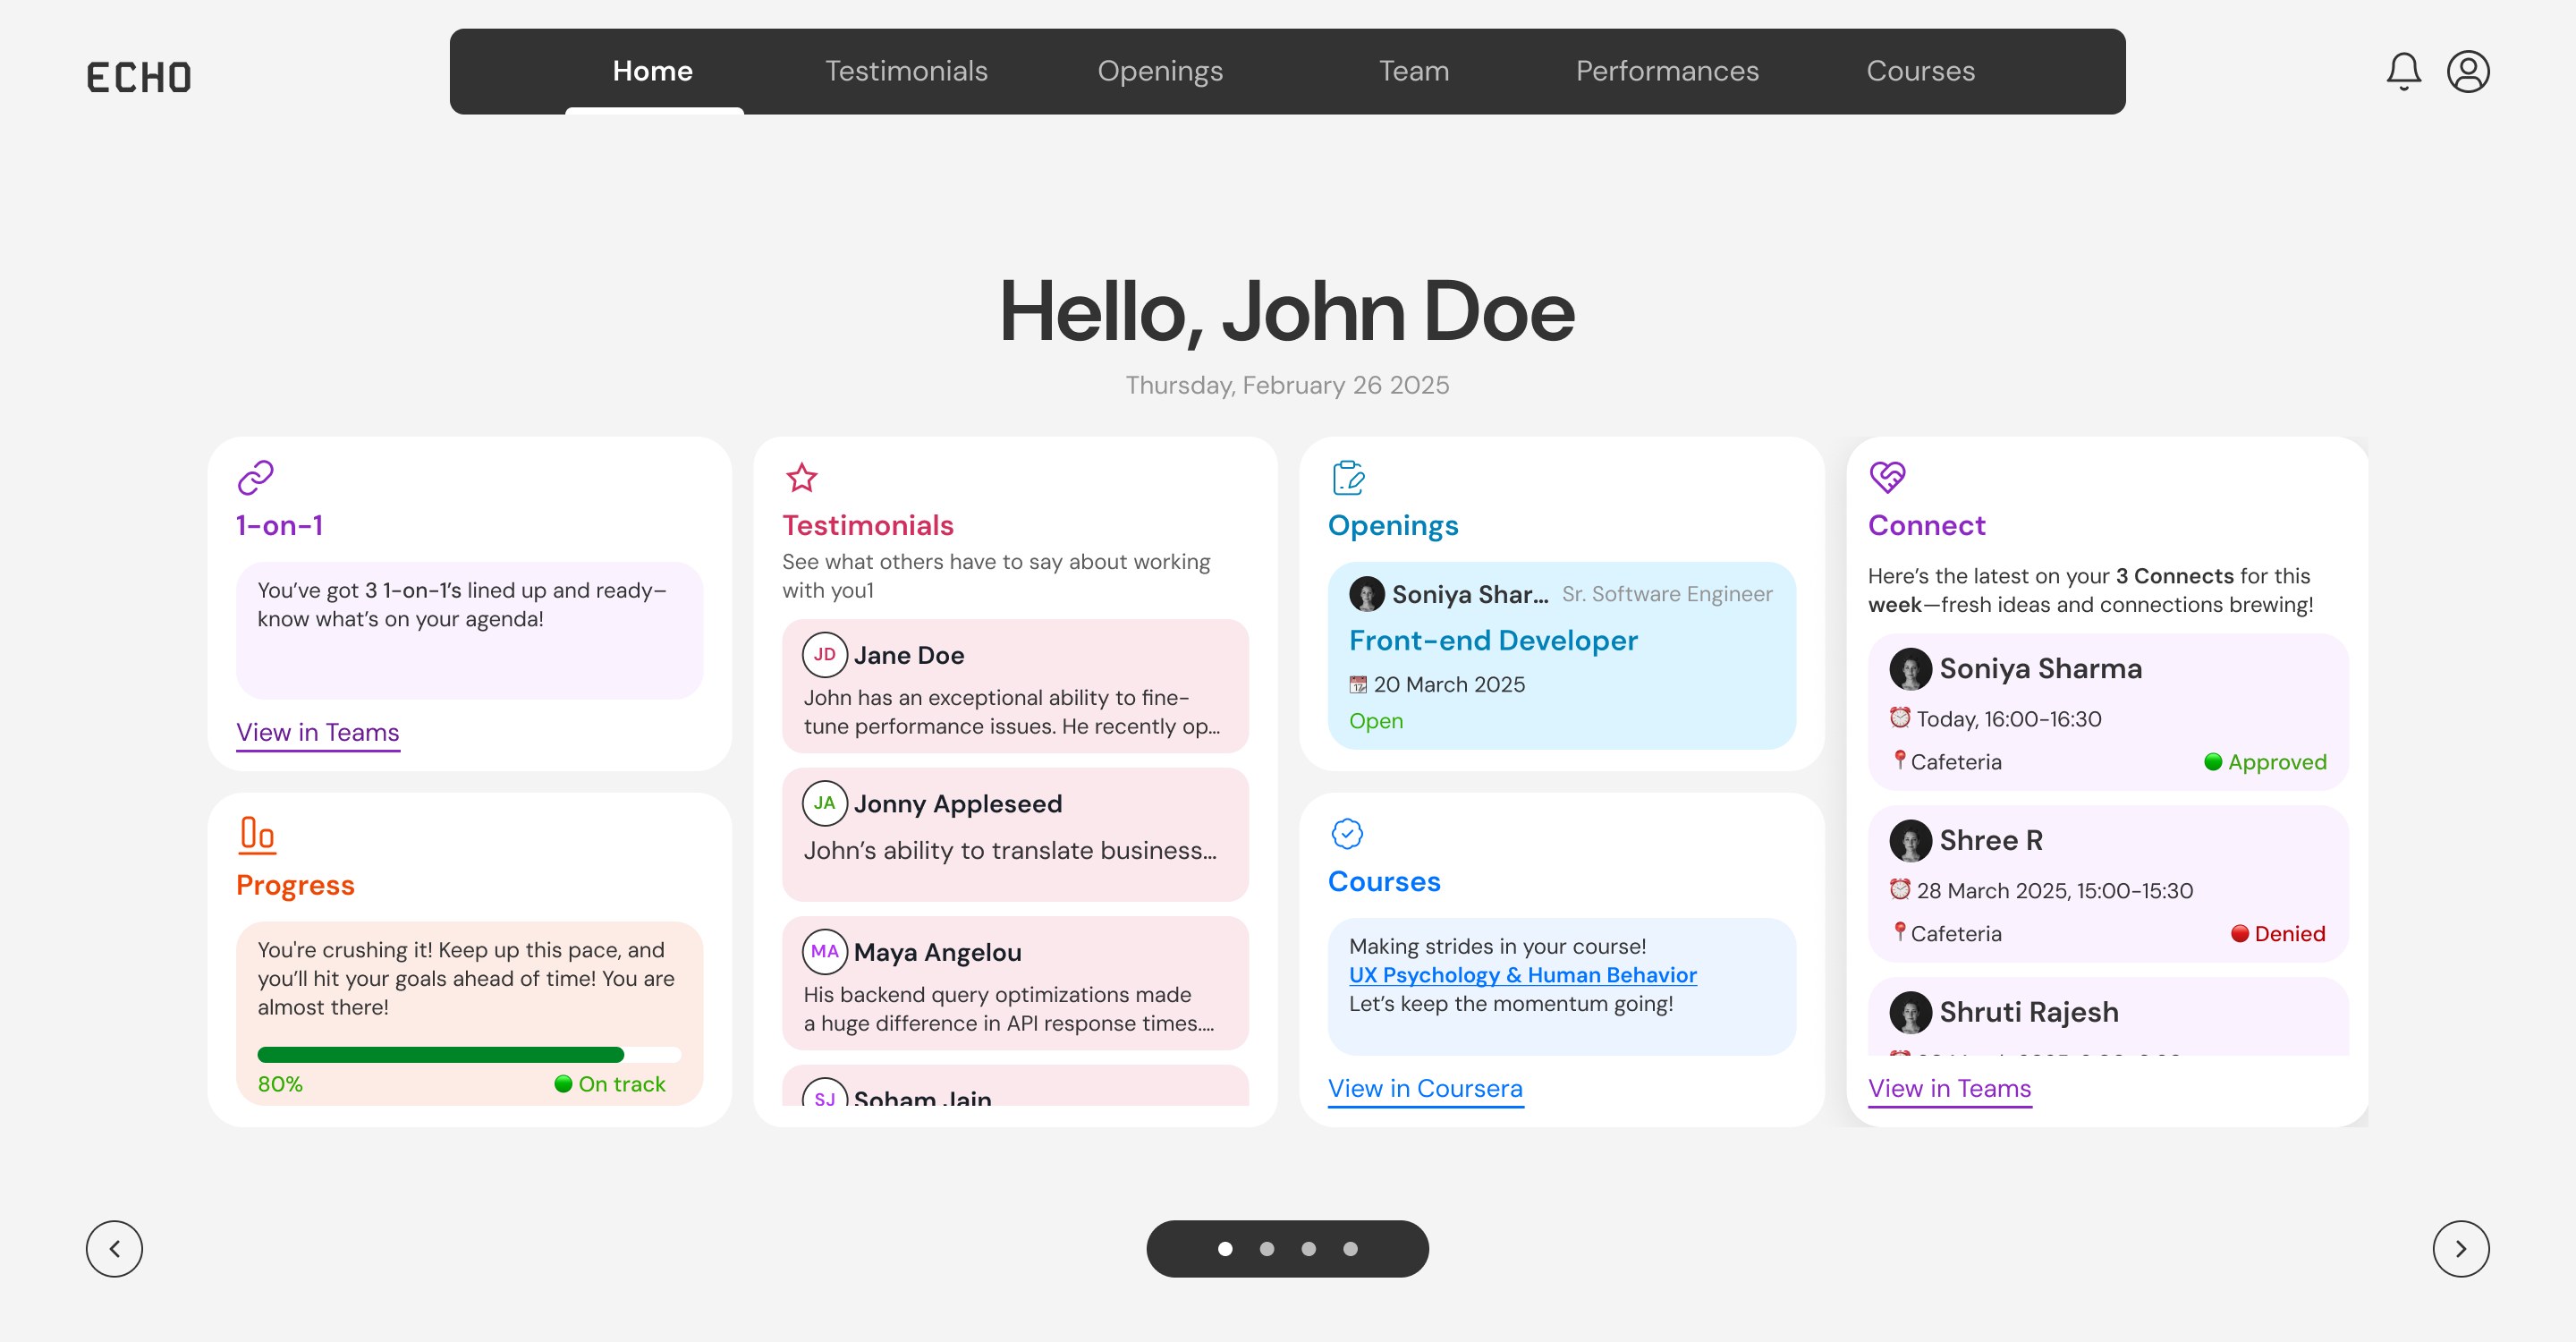 ECHO
Home
Testimonials
Openings
Team
Performances
Courses
Hello, John Doe
Thursday, February 26 2025
1-on-1
You’ve got 3 1-on-1’s lined up and ready–
know what’s on your agenda!
View in Teams
Progress
You're crushing it! Keep up this pace, and
you’ll hit your goals ahead of time! You are
almost there!
80%
On track
Testimonials
See what others have to say about working
with you1
JD Jane Doe
John has an exceptional ability to fine-
tune performance issues. He recently op...
JA Jonny Appleseed
John’s ability to translate business...
MA Maya Angelou
His backend query optimizations made
a huge difference in API response times....
SJ Soham Jain
Openings
Soniya Shar... Sr. Software Engineer
Front-end Developer
20 March 2025
Open
Courses
Making strides in your course!
UX Psychology & Human Behavior
Let’s keep the momentum going!
View in Coursera
Connect
Here’s the latest on your 3 Connects for this
week—fresh ideas and connections brewing!
Soniya Sharma
Today, 16:00-16:30
Cafeteria
Approved
Shree R
28 March 2025, 15:00-15:30
Cafeteria
Denied
Shruti Rajesh
View in Teams